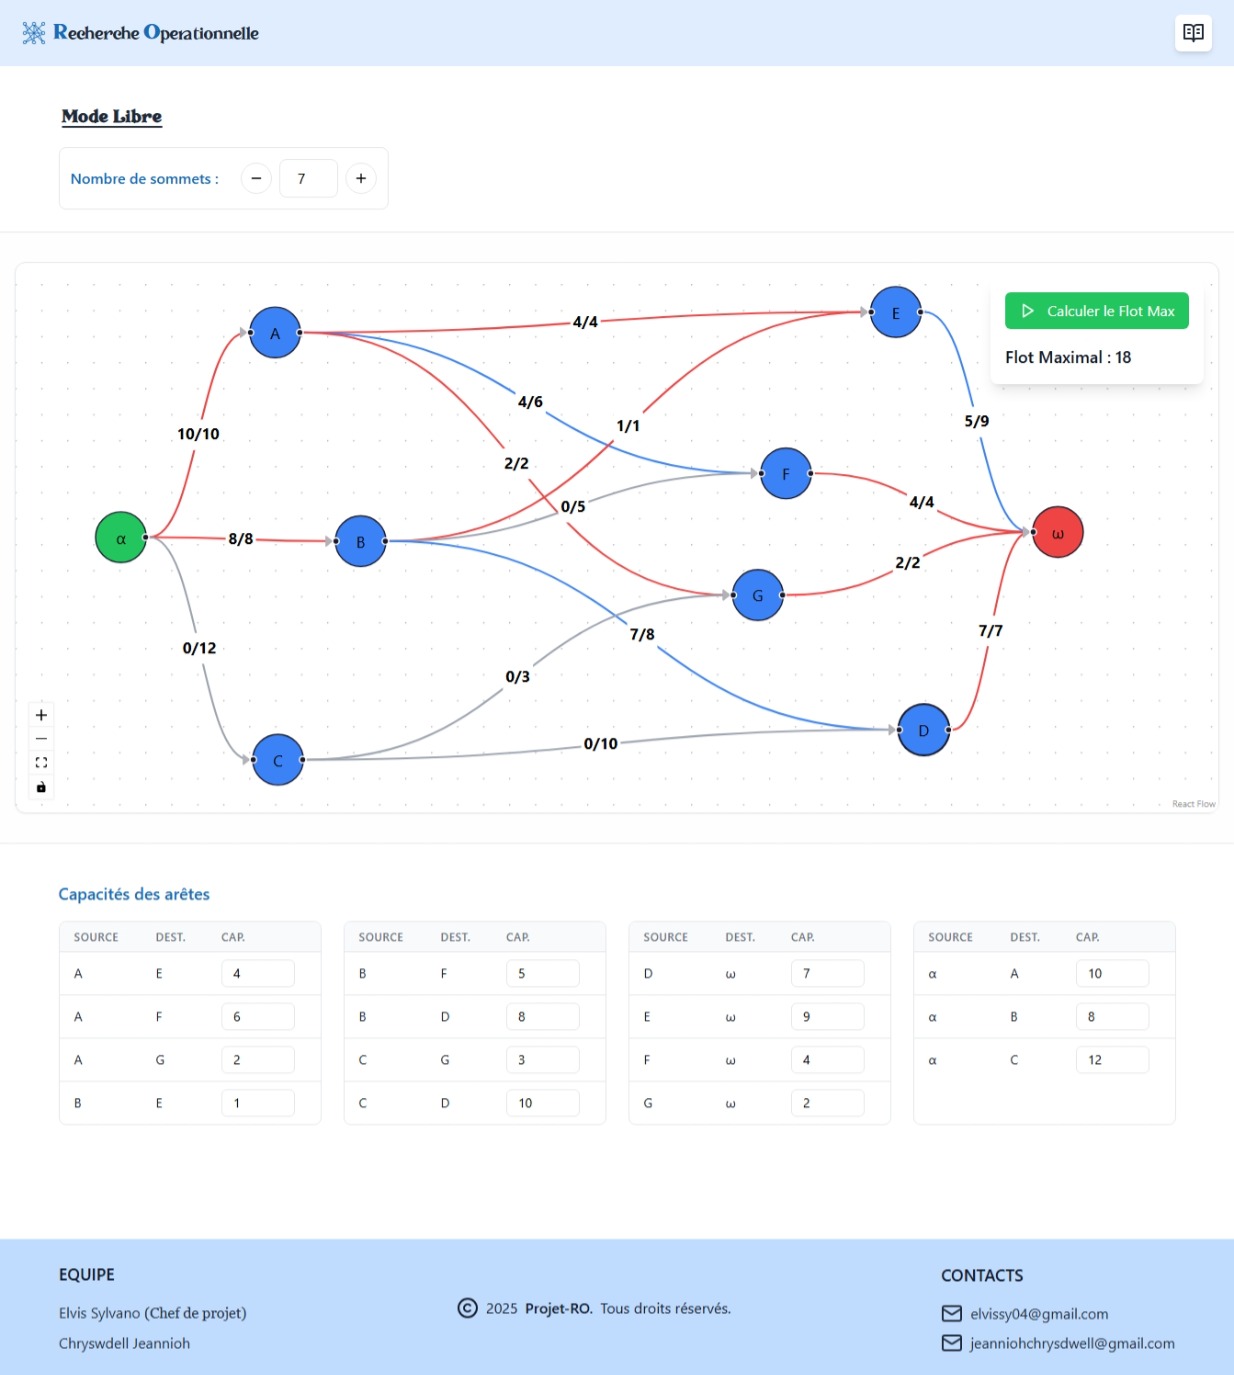 Recherche Operationnelle
Mode Libre
Nombre de sommets :
−
7
+
Calculer le Flot Max
Flot Maximal : 18
A
E
F
B
G
C
D
α
ω
4/4
4/6
1/1
5/9
10/10
2/2
0/5
4/4
8/8
2/2
7/8
7/7
0/12
0/3
0/10
React Flow
Capacités des arêtes
SOURCE DEST. CAP.
A E 4
A F 6
A G 2
B E 1
SOURCE DEST. CAP.
B F 5
B D 8
C G 3
C D 10
SOURCE DEST. CAP.
D ω 7
E ω 9
F ω 4
G ω 2
SOURCE DEST. CAP.
α A 10
α B 8
α C 12
EQUIPE
Elvis Sylvano (Chef de projet)
Chryswdell Jeannioh
© 2025 Projet-RO. Tous droits réservés.
CONTACTS
elvissy04@gmail.com
jeanniohchrysdwell@gmail.com